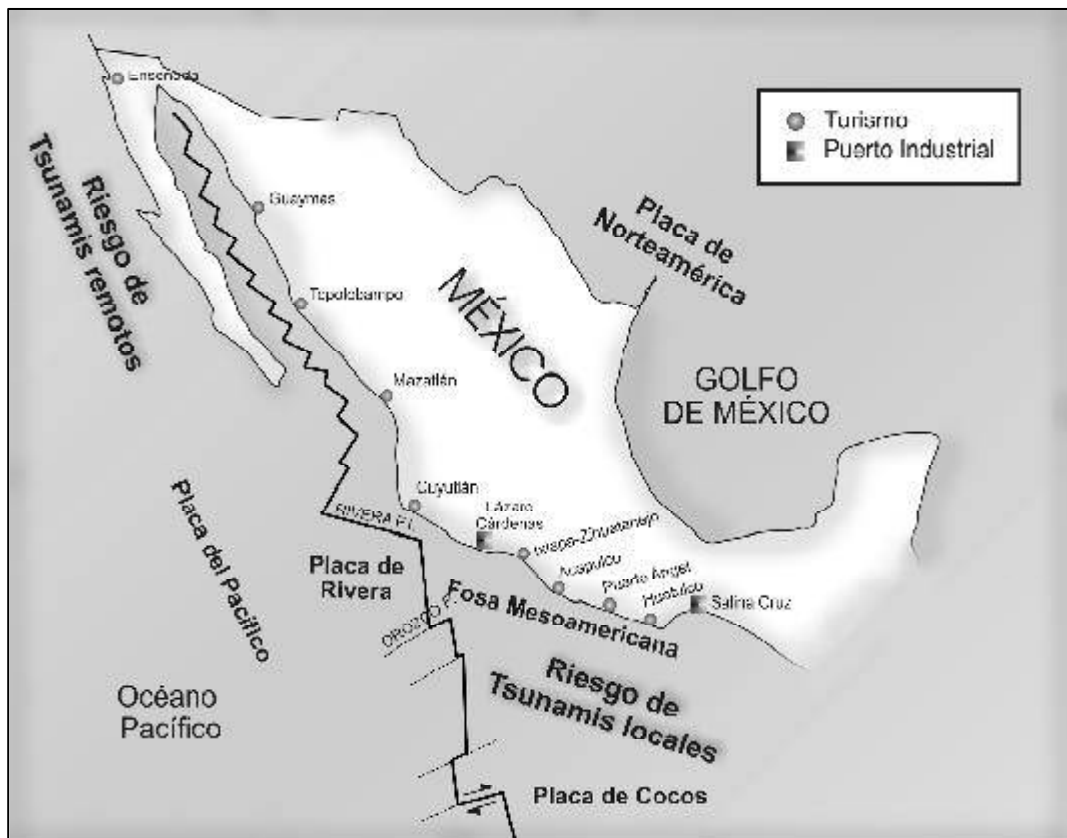 Ensenada
Turismo
Puerto Industrial
Riesgo de
Tsunamis remotos
Guaymas
Placa de
Norteamérica
MÉXICO
Topolobampo
GOLFO
DE MÉXICO
Mazatlán
Cuyutlán
Lázaro
Cárdenas
RIVERA
Ixtapa-Zihuatanejo
Placa del Pacífico
Placa de
Rivera
Acapulco
Puerto Angel
Huatulco
Salina Cruz
Fosa Mesoamericana
OROZCO
Riesgo de
Tsunamis locales
Océano
Pacífico
Placa de Cocos